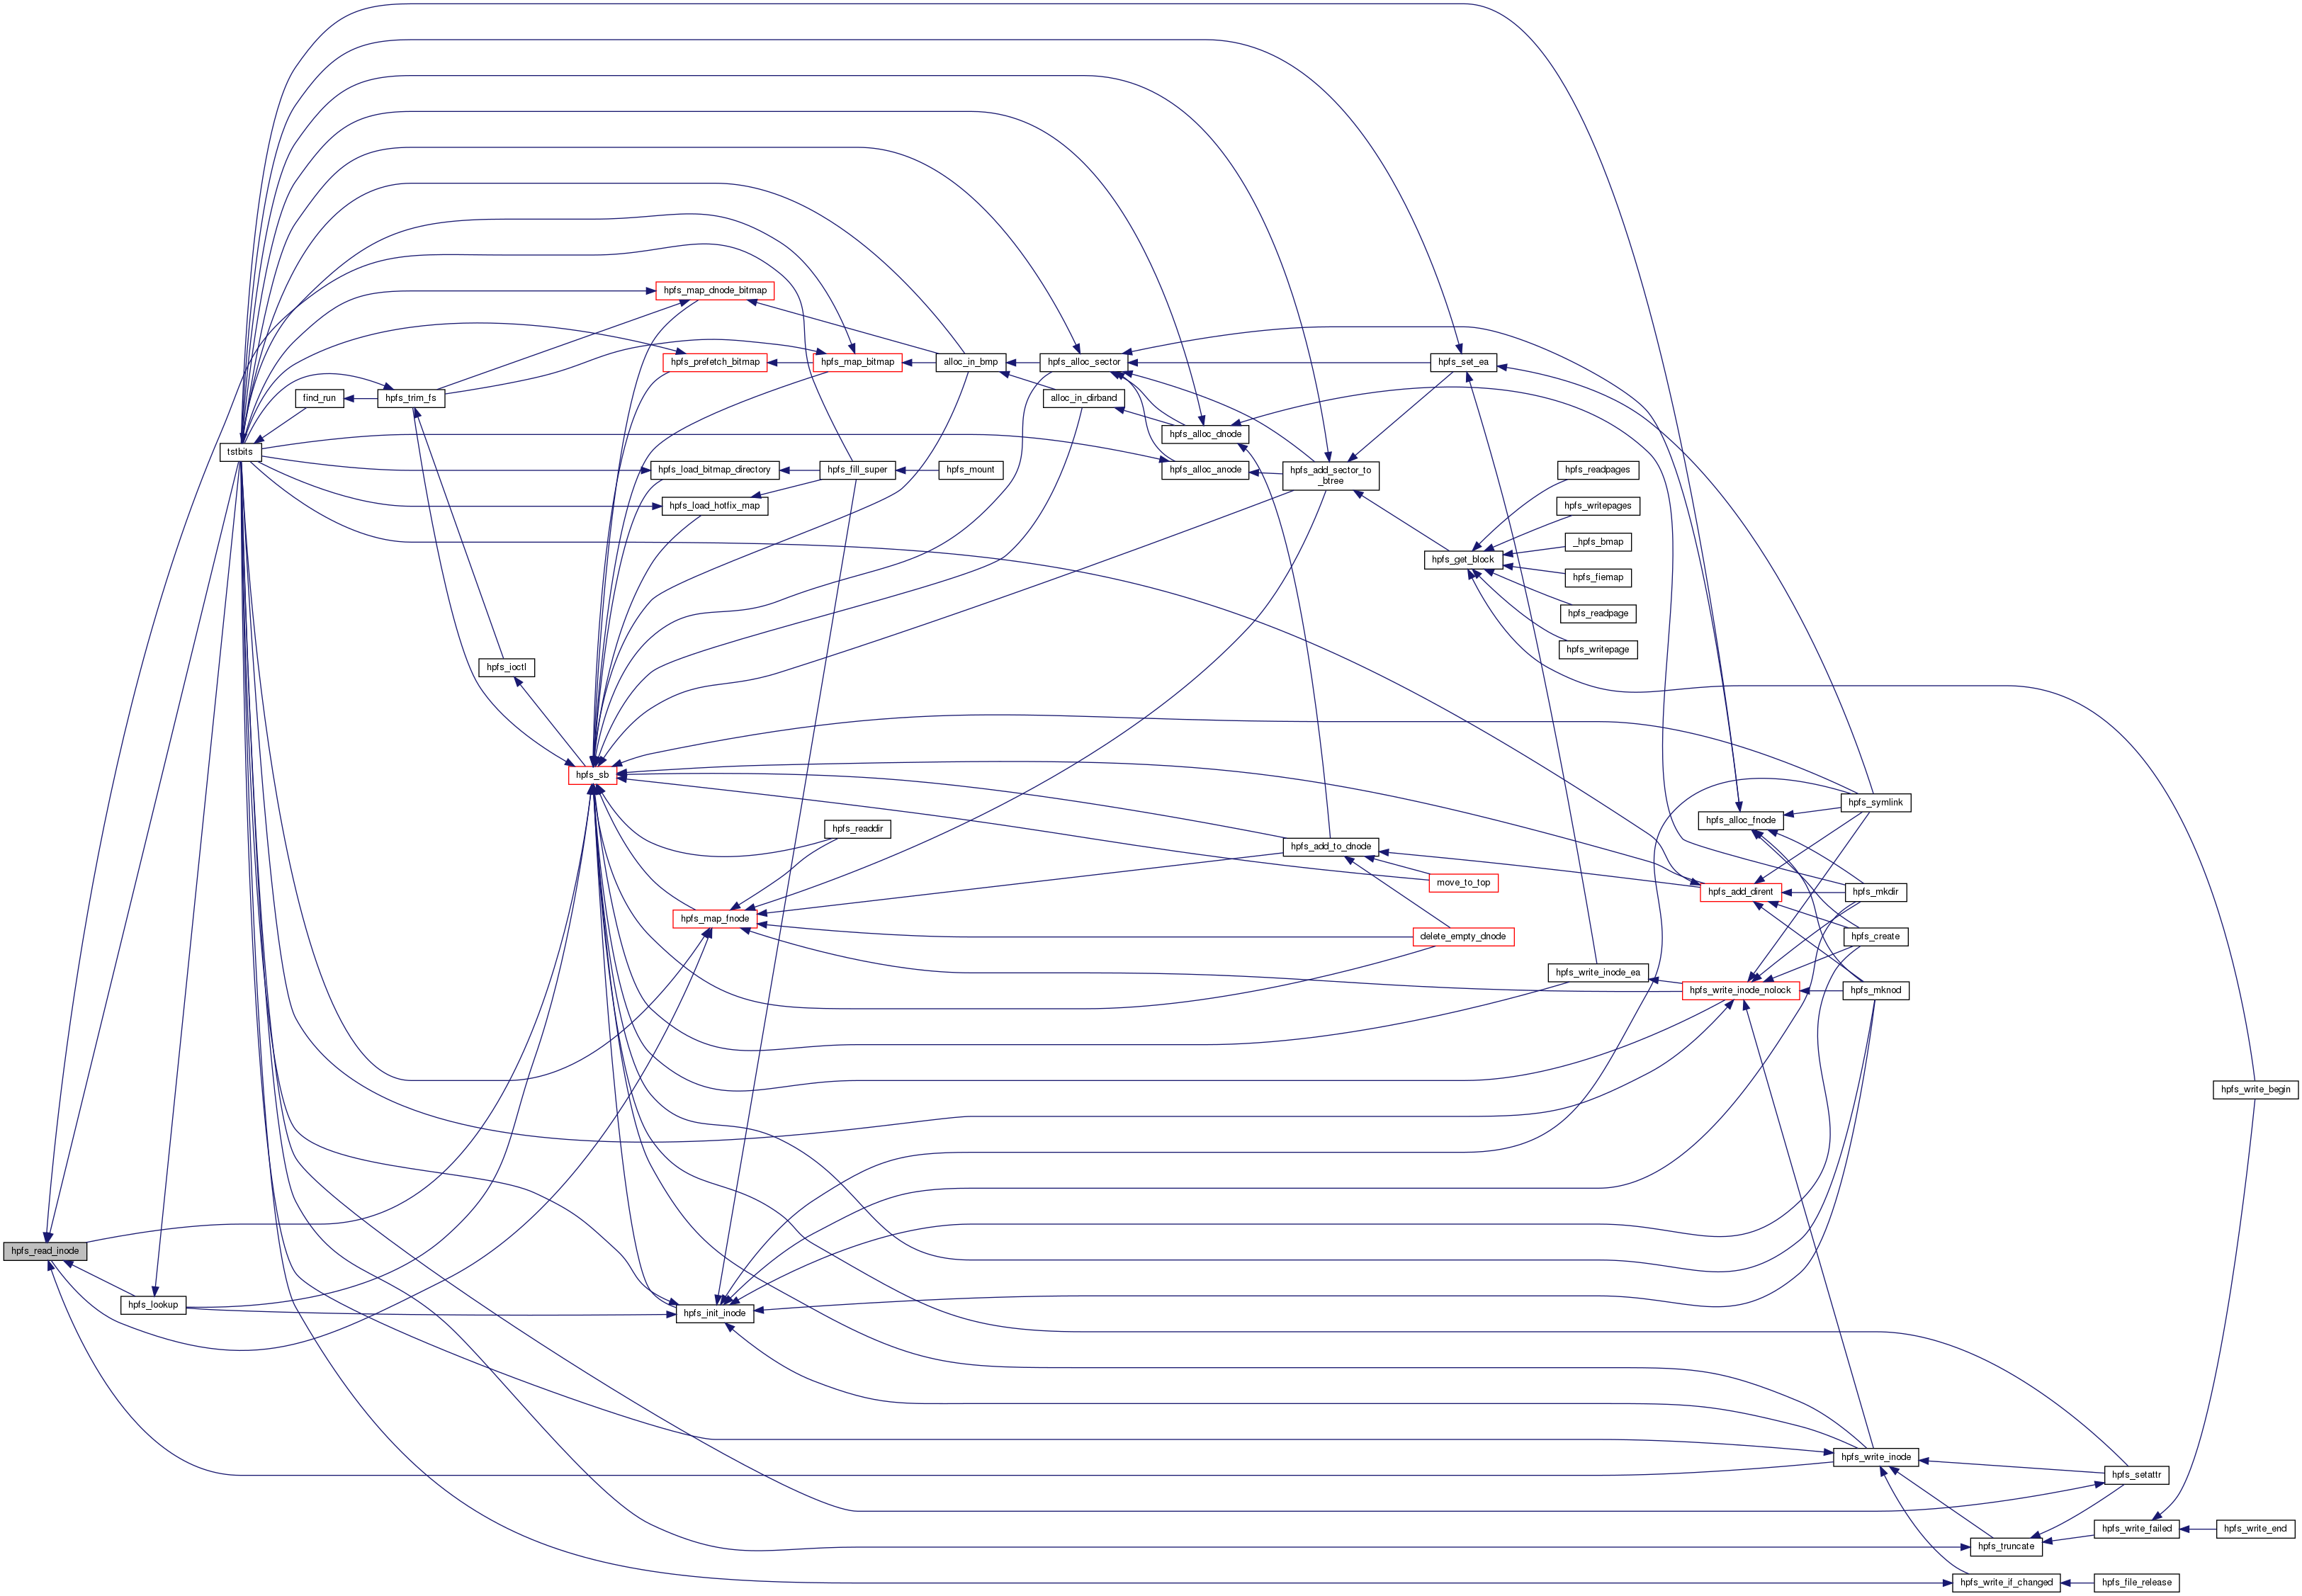 hpfs_map_dnode_bitmap
hpfs_prefetch_bitmap
hpfs_map_bitmap
alloc_in_bmp
hpfs_alloc_sector
hpfs_set_ea
find_run
hpfs_trim_fs
alloc_in_dirband
hpfs_alloc_dnode
tstbits
hpfs_load_bitmap_directory
hpfs_fill_super
hpfs_mount
hpfs_alloc_anode
hpfs_add_sector_to
_btree
hpfs_readpages
hpfs_load_hotfix_map
hpfs_writepages
_hpfs_bmap
hpfs_get_block
hpfs_fiemap
hpfs_readpage
hpfs_writepage
hpfs_ioctl
hpfs_sb
hpfs_symlink
hpfs_alloc_fnode
hpfs_readdir
hpfs_add_to_dnode
move_to_top
hpfs_add_dirent
hpfs_mkdir
hpfs_map_fnode
delete_empty_dnode
hpfs_create
hpfs_write_inode_ea
hpfs_write_inode_nolock
hpfs_mknod
hpfs_write_begin
hpfs_read_inode
hpfs_lookup
hpfs_init_inode
hpfs_write_inode
hpfs_setattr
hpfs_write_failed
hpfs_write_end
hpfs_truncate
hpfs_write_if_changed
hpfs_file_release